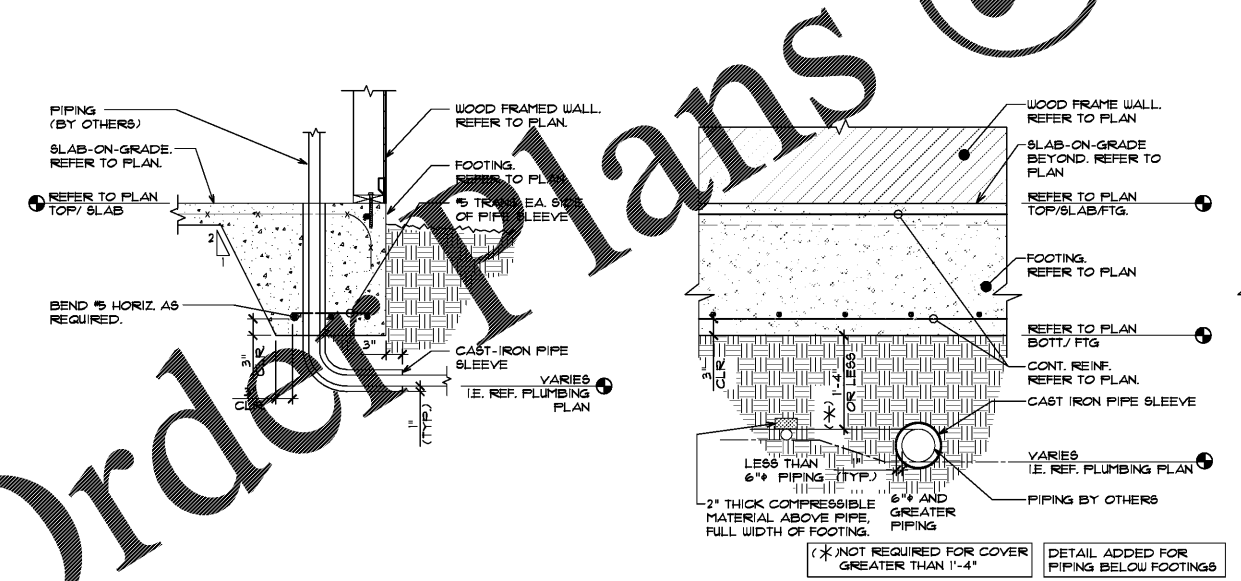 PIPING
(BY OTHERS)
SLAB-ON-GRADE.
REFER TO PLAN.
REFER TO PLAN
TOP/ SLAB
2
1
BEND #5 HORIZ. AS
REQUIRED.
3"
CLR.
3"
CLR.
WOOD FRAMED WALL.
REFER TO PLAN.
FOOTING.
REFER TO PLAN
#5 TRANS. EA. SIDE
OF PIPE SLEEVE
3"
CAST-IRON PIPE
SLEEVE
VARIES
I.E. REF. PLUMBING
PLAN
1"
(TYP.)
Order Plans
WOOD FRAME WALL.
REFER TO PLAN
SLAB-ON-GRADE
BEYOND. REFER TO
PLAN
REFER TO PLAN
TOP/SLAB/FTG.
FOOTING.
REFER TO PLAN
REFER TO PLAN
BOTT./ FTG
CONT. REINF.
REFER TO PLAN.
CAST IRON PIPE SLEEVE
VARIES
I.E. REF. PLUMBING PLAN
PIPING BY OTHERS
3"
CLR.
(*) 1'-4"
OR LESS
LESS THAN
6"ϕ PIPING
1"
(TYP.)
2" THICK COMPRESSIBLE
MATERIAL ABOVE PIPE,
FULL WIDTH OF FOOTING.
6"ϕ AND
GREATER
PIPING
(*)NOT REQUIRED FOR COVER
GREATER THAN 1'-4"
DETAIL ADDED FOR
PIPING BELOW FOOTINGS